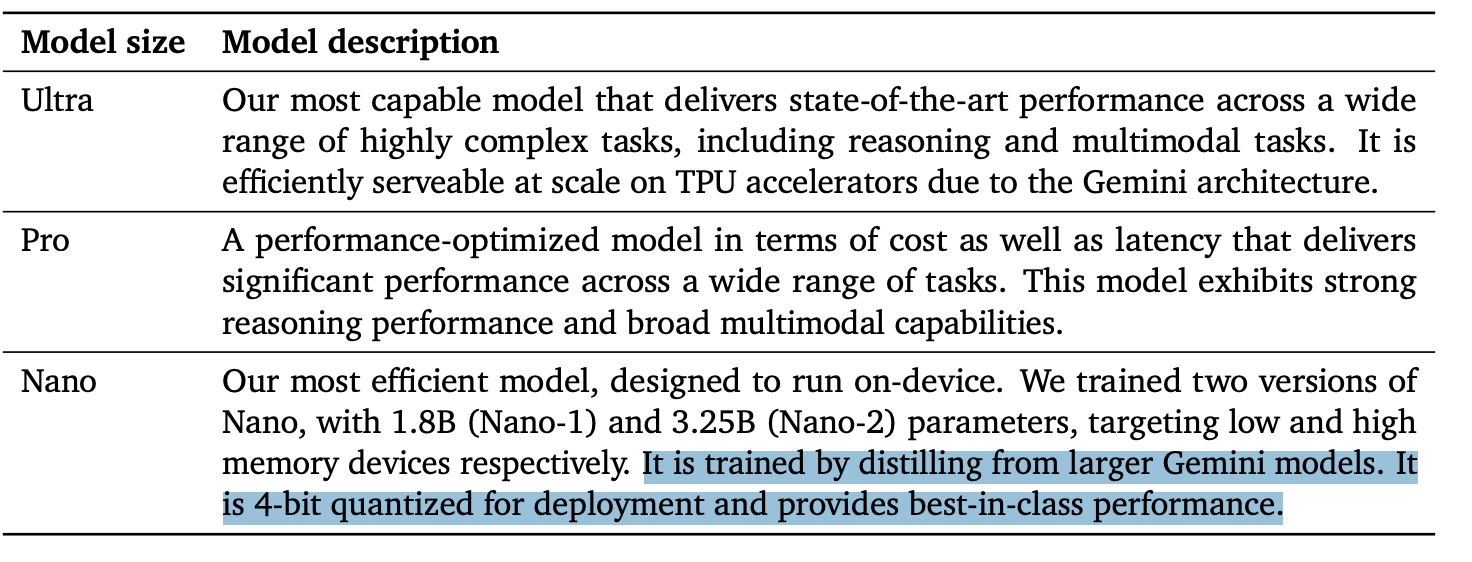 Model size Model description
Ultra Our most capable model that delivers state-of-the-art performance across a wide
range of highly complex tasks, including reasoning and multimodal tasks. It is
efficiently serveable at scale on TPU accelerators due to the Gemini architecture.
Pro A performance-optimized model in terms of cost as well as latency that delivers
significant performance across a wide range of tasks. This model exhibits strong
reasoning performance and broad multimodal capabilities.
Nano Our most efficient model, designed to run on-device. We trained two versions of
Nano, with 1.8B (Nano-1) and 3.25B (Nano-2) parameters, targeting low and high
memory devices respectively. It is trained by distilling from larger Gemini models. It
is 4-bit quantized for deployment and provides best-in-class performance.